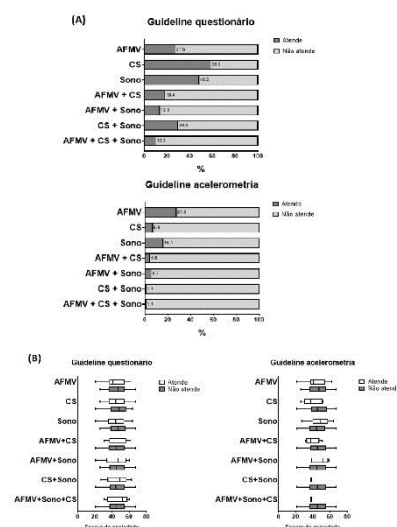 (A)
Guideline questionário
AFMV
CS
Sono
AFMV + CS
AFMV + Sono
CS + Sono
AFMV + CS + Sono
Atende
Não atende
0 20 40 60 80 100
%
Guideline acelerometria
AFMV
CS
Sono
AFMV + CS
AFMV + Sono
CS + Sono
AFMV + CS + Sono
Atende
Não atende
0 20 40 60 80 100
%
(B)
Guideline questionário
AFMV
CS
Sono
AFMV+CS
AFMV+Sono
CS+Sono
AFMV+Sono+CS
Atende
Não atende
0 20 40 60 80
Guideline acelerometria
AFMV
CS
Sono
AFMV+CS
AFMV+Sono
CS+Sono
AFMV+Sono+CS
Atende
Não atend
0 20 40 60 80